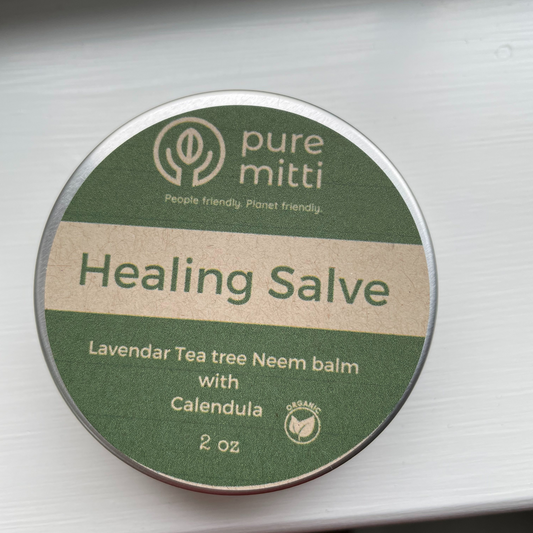 pure
mitti
People friendly. Planet friendly.
Healing Salve
Lavendar Tea tree Neem balm
with
Calendula
ORGANIC
2 oz